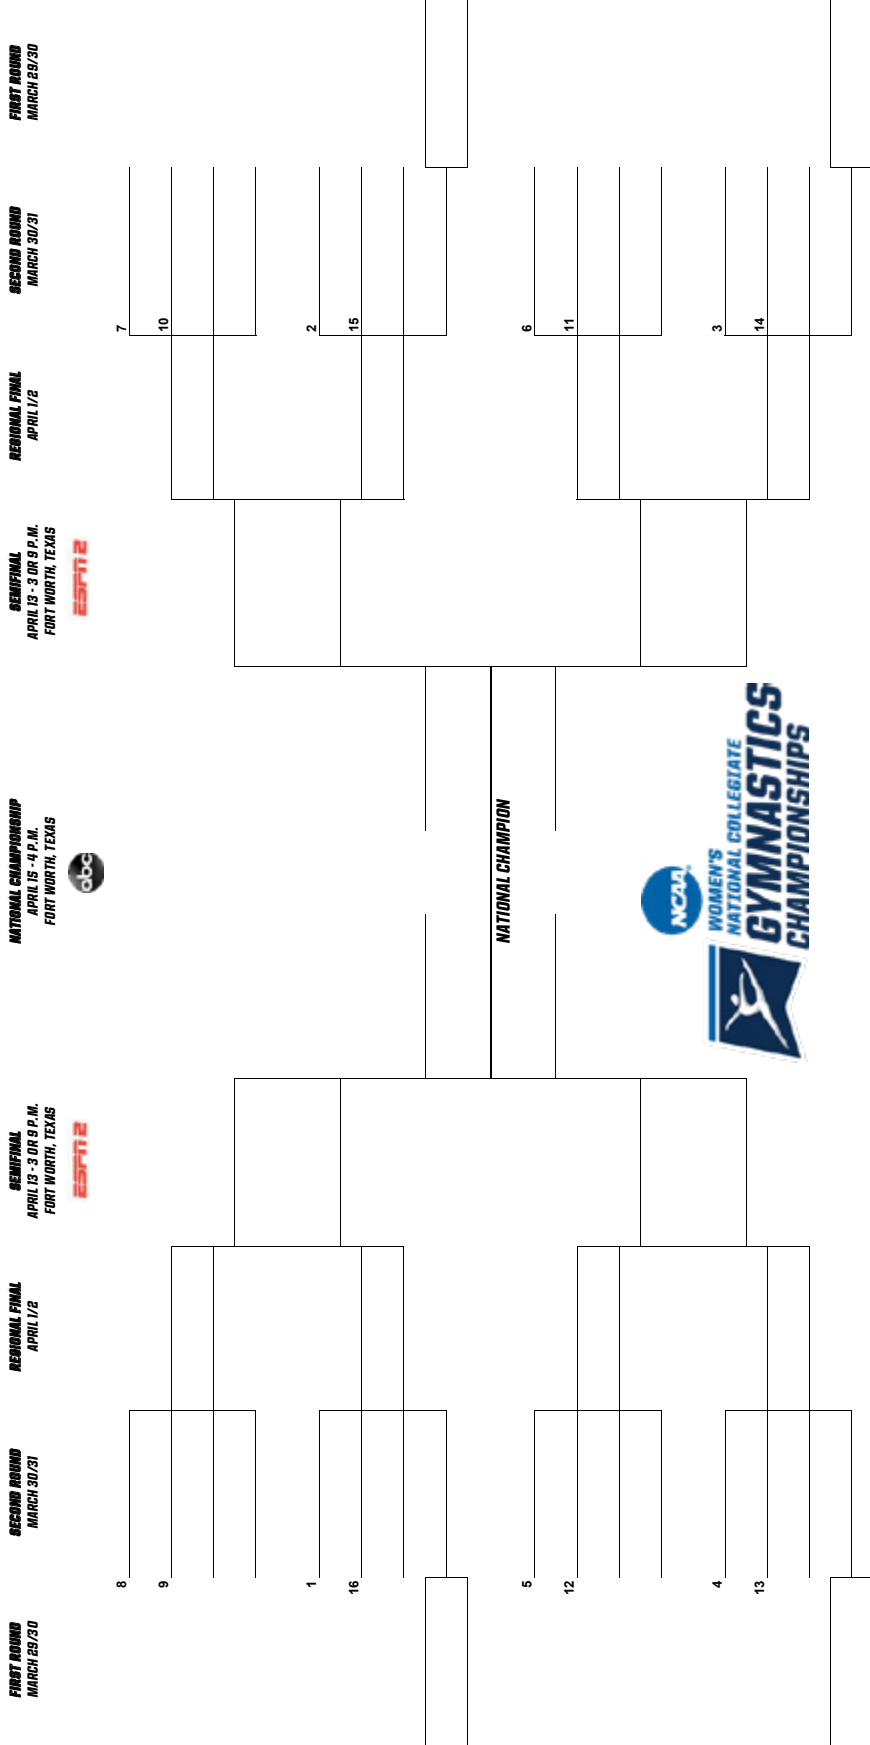 FIRST ROUND
MARCH 29/30
SECOND ROUND
MARCH 30/31
REGIONAL FINAL
APRIL 1/2
SEMIFINAL
APRIL 13 - 3 OR 9 P.M.
FORT WORTH, TEXAS
ESPN2
NATIONAL CHAMPIONSHIP
APRIL 15 - 4 P.M.
FORT WORTH, TEXAS
abc
SEMIFINAL
APRIL 13 - 3 OR 9 P.M.
FORT WORTH, TEXAS
ESPN2
REGIONAL FINAL
APRIL 1/2
SECOND ROUND
MARCH 30/31
FIRST ROUND
MARCH 29/30
8
9
1
16
5
12
4
13
7
10
2
15
6
11
3
14
NATIONAL CHAMPION
NCAA
WOMEN'S
NATIONAL COLLEGIATE
GYMNASTICS
CHAMPIONSHIPS